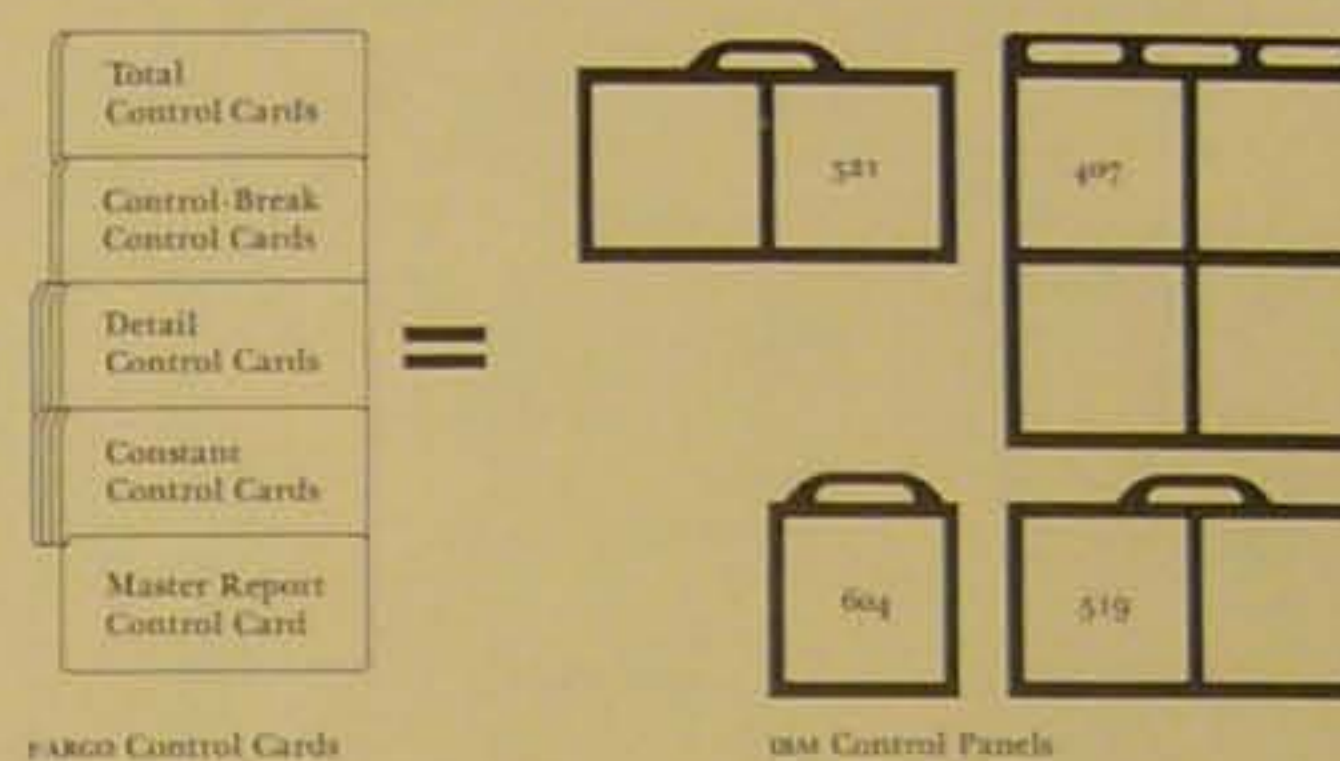 Total
Control Cards
Control-Break
Control Cards
Detail
Control Cards
Constant
Control Cards
Master Report
Control Card
FARGO Control Cards
=
521
407
604
519
IBM Control Panels